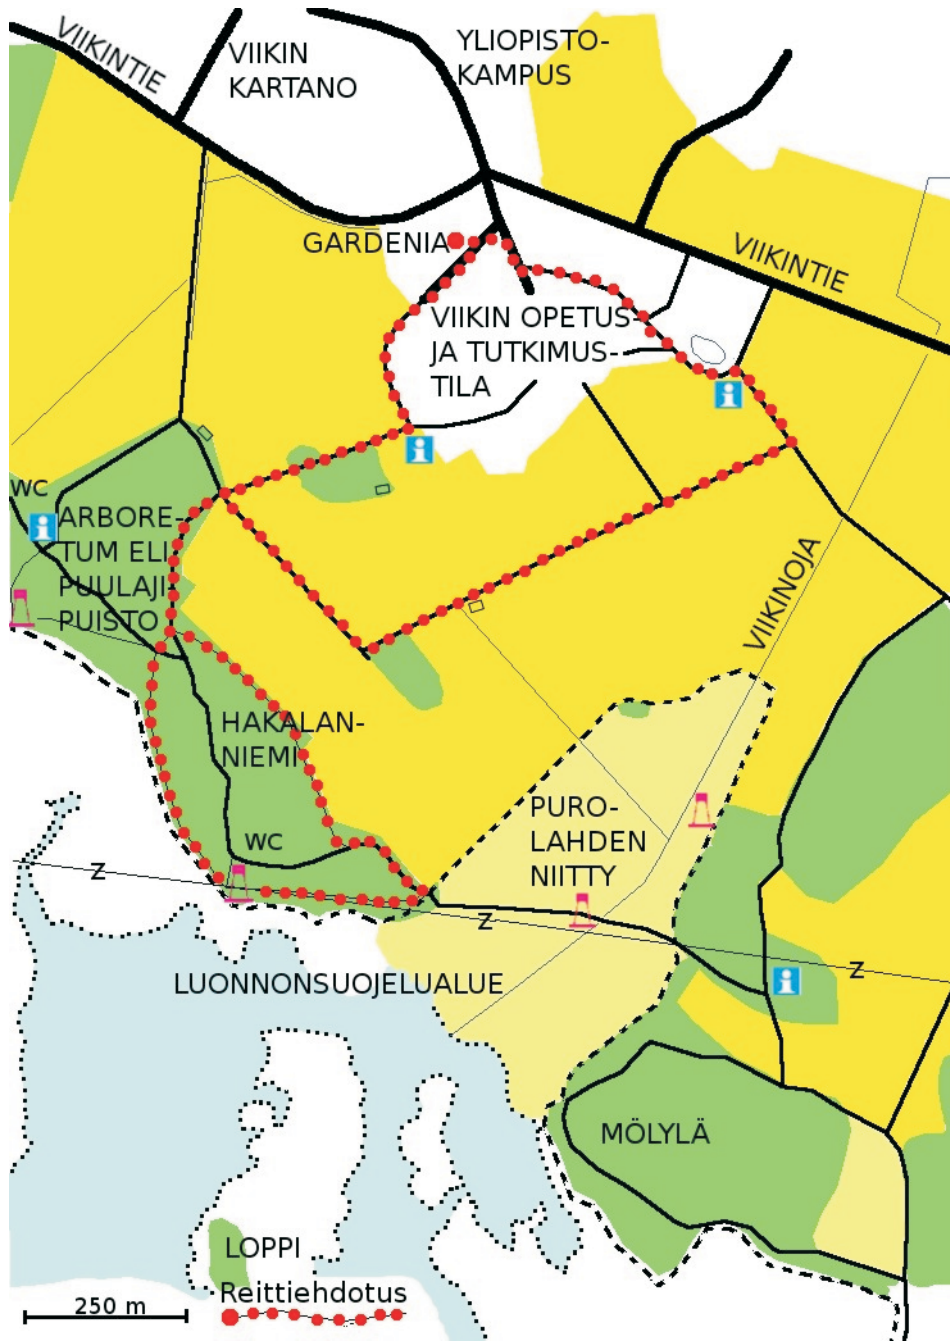 VIIKINTIE
VIIKIN
KARTANO
YLIOPISTO-
KAMPUS
GARDENIA
VIIKINTIE
VIIKIN OPETUS-
JA TUTKIMUS-
TILA
i
i
WC
i
ARBORE-
TUM ELI
PUULAJI
PUISTO
VIIKINOJA
HAKALAN-
NIEMI
PURO-
LAHDEN
NIITTY
WC
Z
Z
Z
i
LUONNONSUOJELUALUE
MÖLYLÄ
LOPPI
Reittiehdotus
250 m